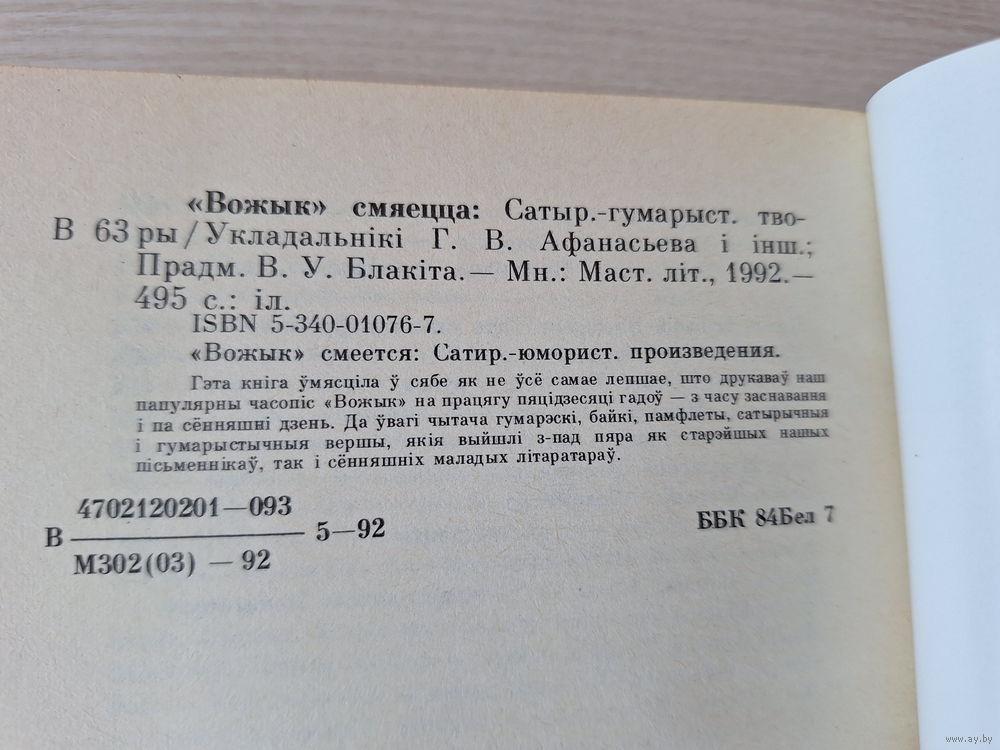 «Вожык» смяецца: Сатыр.-гумарыст. тво-
В 63 ры / Укладальнікі Г. В. Афанасьева і інш.;
Прадм. В. У. Блакіта. — Мн.: Маст. літ., 1992.—
495 с.: іл.
ISBN 5-340-01076-7.
«Вожык» смеется: Сатир.-юморист. произведения.
Гэта кніга ўмясціла ў сябе як не ўсё самае лепшае, што друкаваў наш
папулярны часопіс «Вожык» на працягу пяцідзесяці гадоў — з часу заснавання
і па сённяшні дзень. Да ўвагі чытача гумарэскі, байкі, памфлеты, сатырычныя
і гумарыстычныя вершы, якія выйшлі з-пад пяра як старэйшых нашых
пісьменнікаў, так і сённяшніх маладых літаратараў.
4702120201—093
В 5—92
М302(03) — 92
ББК 84Бел 7
www.ay.by